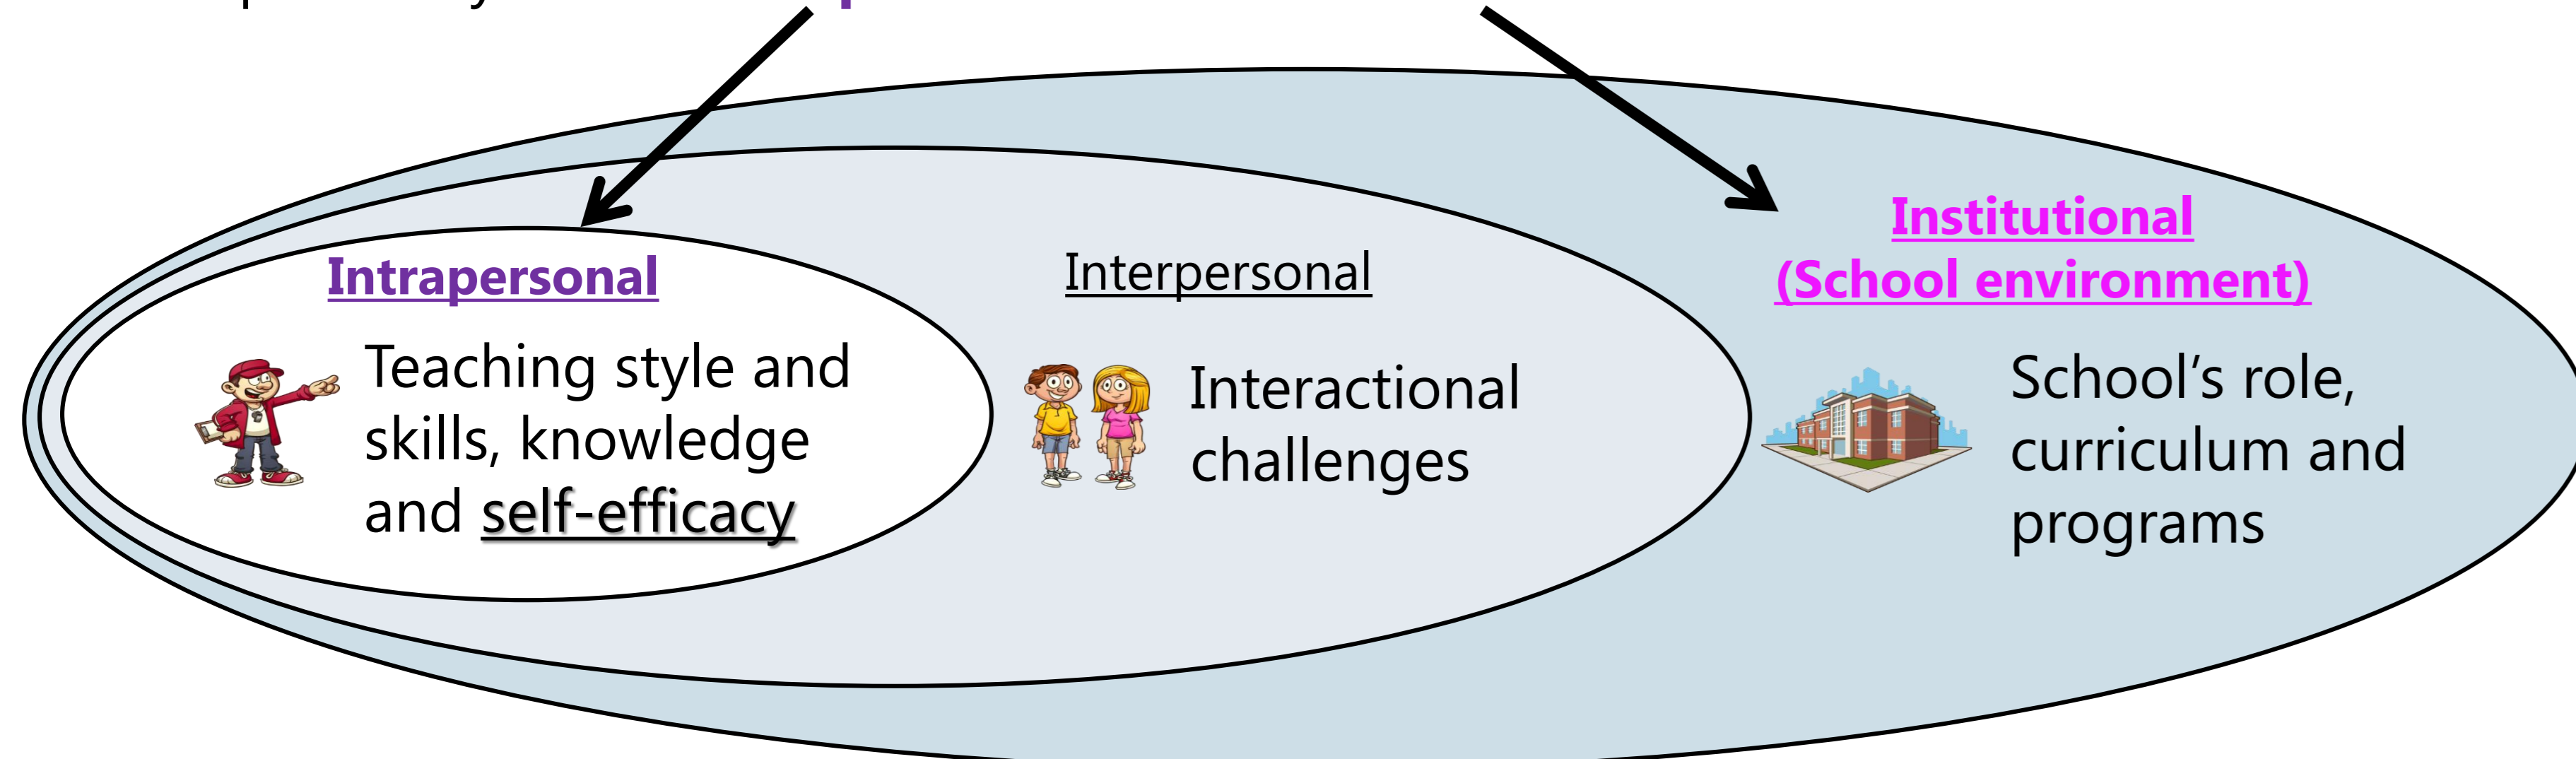 Intrapersonal
Teaching style and
skills, knowledge
and self-efficacy
Interpersonal
Interactional
challenges
Institutional
(School environment)
School’s role,
curriculum and
programs